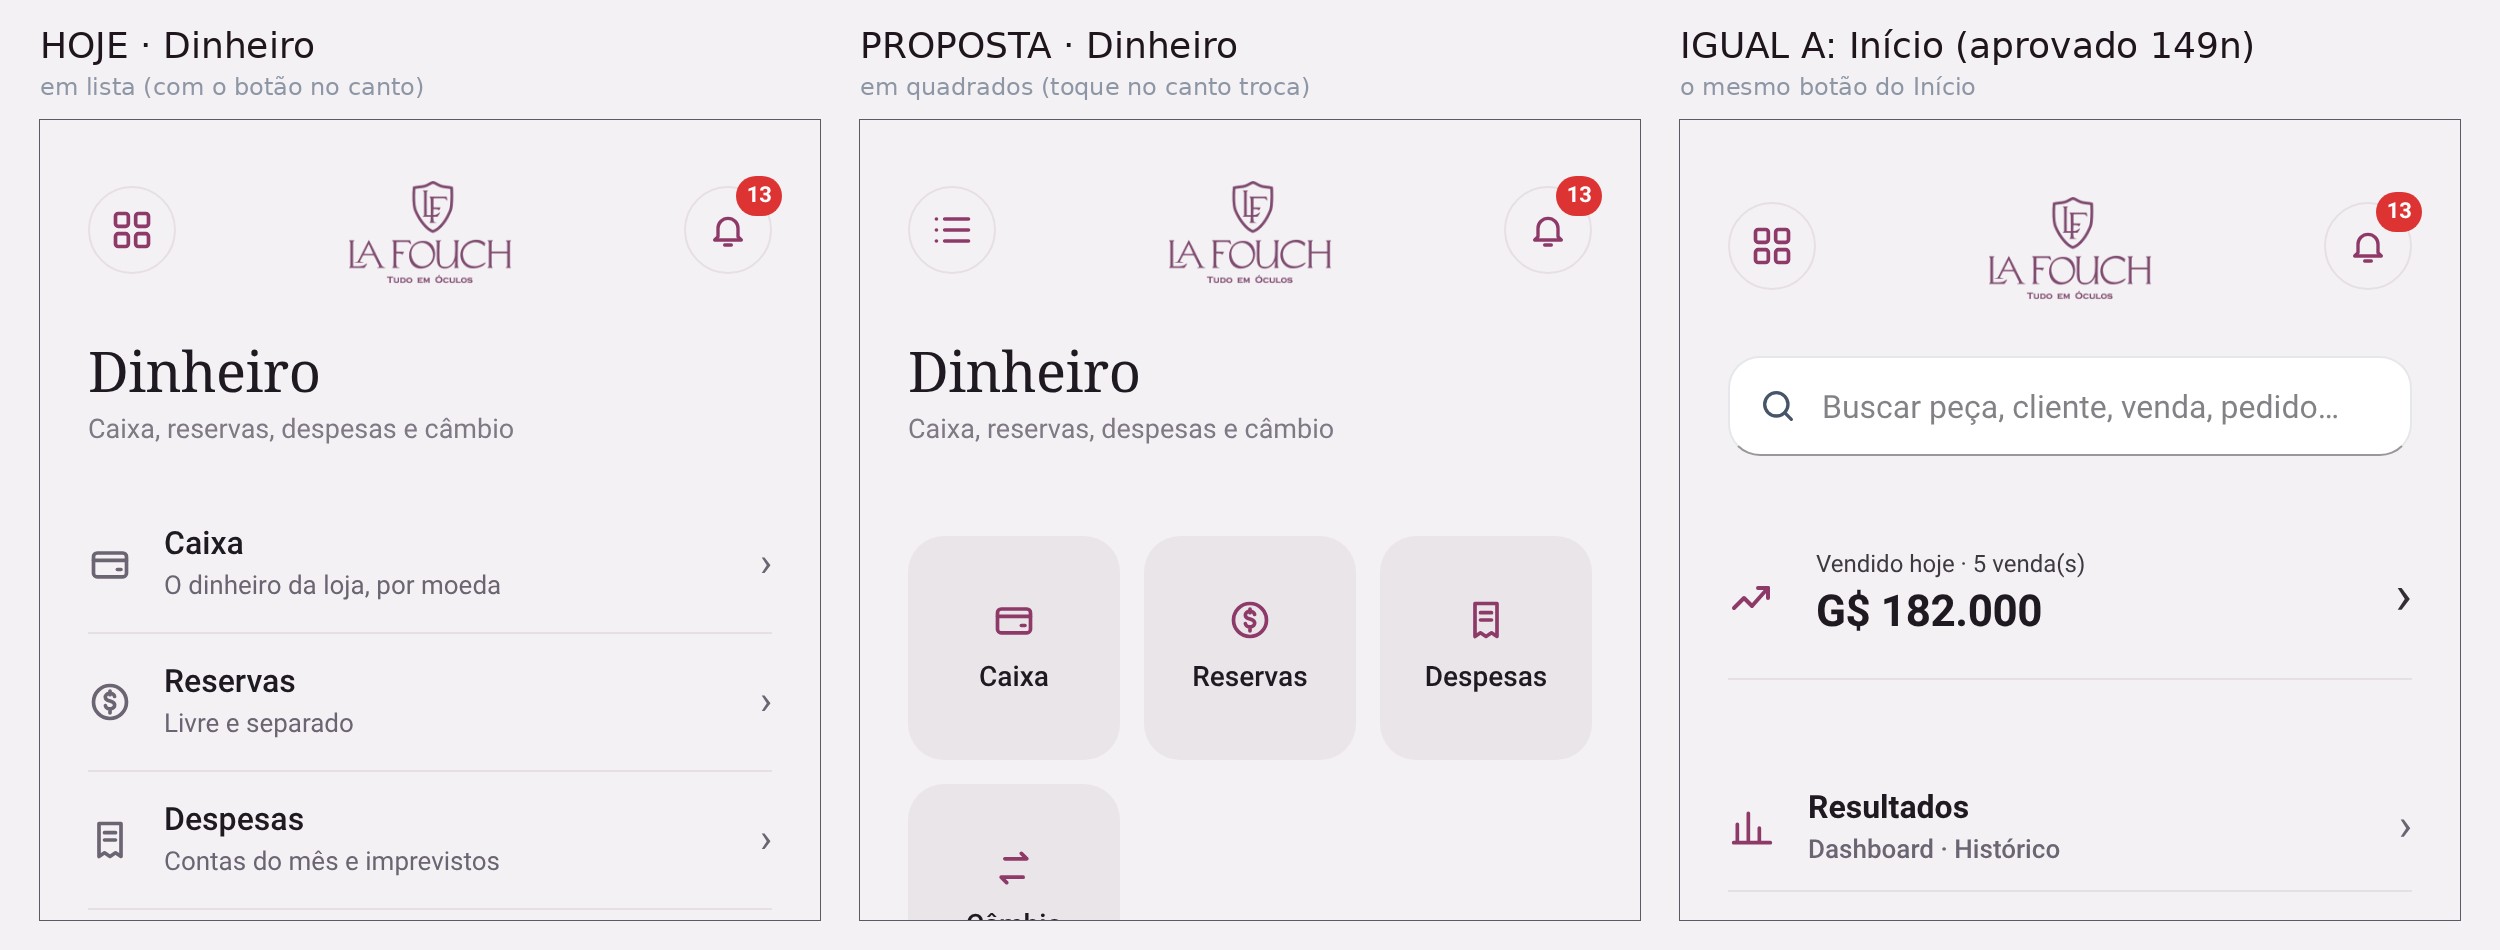 HOJE · Dinheiro
em lista (com o botão no canto)
13
LF
LA FOUCH
TUDO EM ÓCULOS
Dinheiro
Caixa, reservas, despesas e câmbio
Caixa
O dinheiro da loja, por moeda
Reservas
Livre e separado
Despesas
Contas do mês e imprevistos
PROPOSTA · Dinheiro
em quadrados (toque no canto troca)
13
LF
LA FOUCH
TUDO EM ÓCULOS
Dinheiro
Caixa, reservas, despesas e câmbio
Caixa
Reservas
Despesas
Câmbio
IGUAL A: Início (aprovado 149n)
o mesmo botão do Início
13
LF
LA FOUCH
TUDO EM ÓCULOS
Buscar peça, cliente, venda, pedido...
Vendido hoje · 5 venda(s)
G$ 182.000
Resultados
Dashboard · Histórico